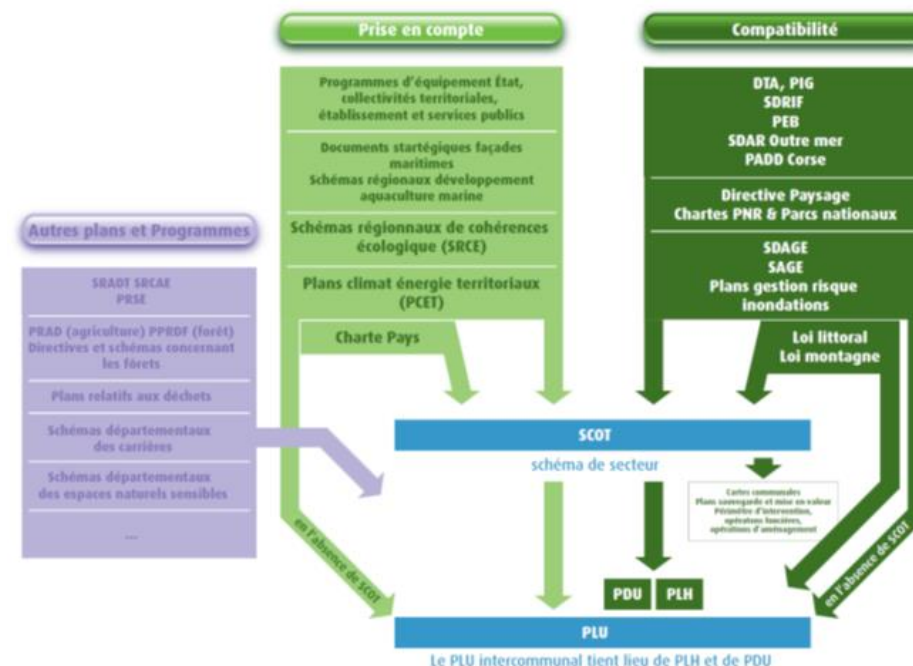 Prise en compte
Programmes d'équipement État,
collectivités territoriales,
établissement et services publics
Documents startégiques façades
maritimes
Schémas régionaux développement
aquaculture marine
Schémas régionnaux de cohérences
écologique (SRCE)
Plans climat énergie territoriaux
(PCET)
Charte Pays
Compatibilité
DTA, PIG
SDRIF
PEB
SDAR Outre mer
PADD Corse
Directive Paysage
Chartes PNR & Parcs nationaux
SDAGE
SAGE
Plans gestion risque
inondations
Loi littoral
Loi montagne
Autres plans et Programmes
SRADT SRCAE
PRSE
PRAD (agriculture) PPRDF (forêt)
Directives et schémas concernant
les fôrets
Plans relatifs aux déchets
Schémas départementaux
des carrières
Schémas départementaux
des espaces naturels sensibles
...
SCOT
schéma de secteur
Cartes communales
Plans sauvegarde et mise en valeur
Périmètre d'intervention,
opératons foncières,
opéraitions d'aménagement
en l'absence de SCOT
en l'absence de SCOT
PDU
PLH
PLU
Le PLU intercommunal tient lieu de PLH et de PDU